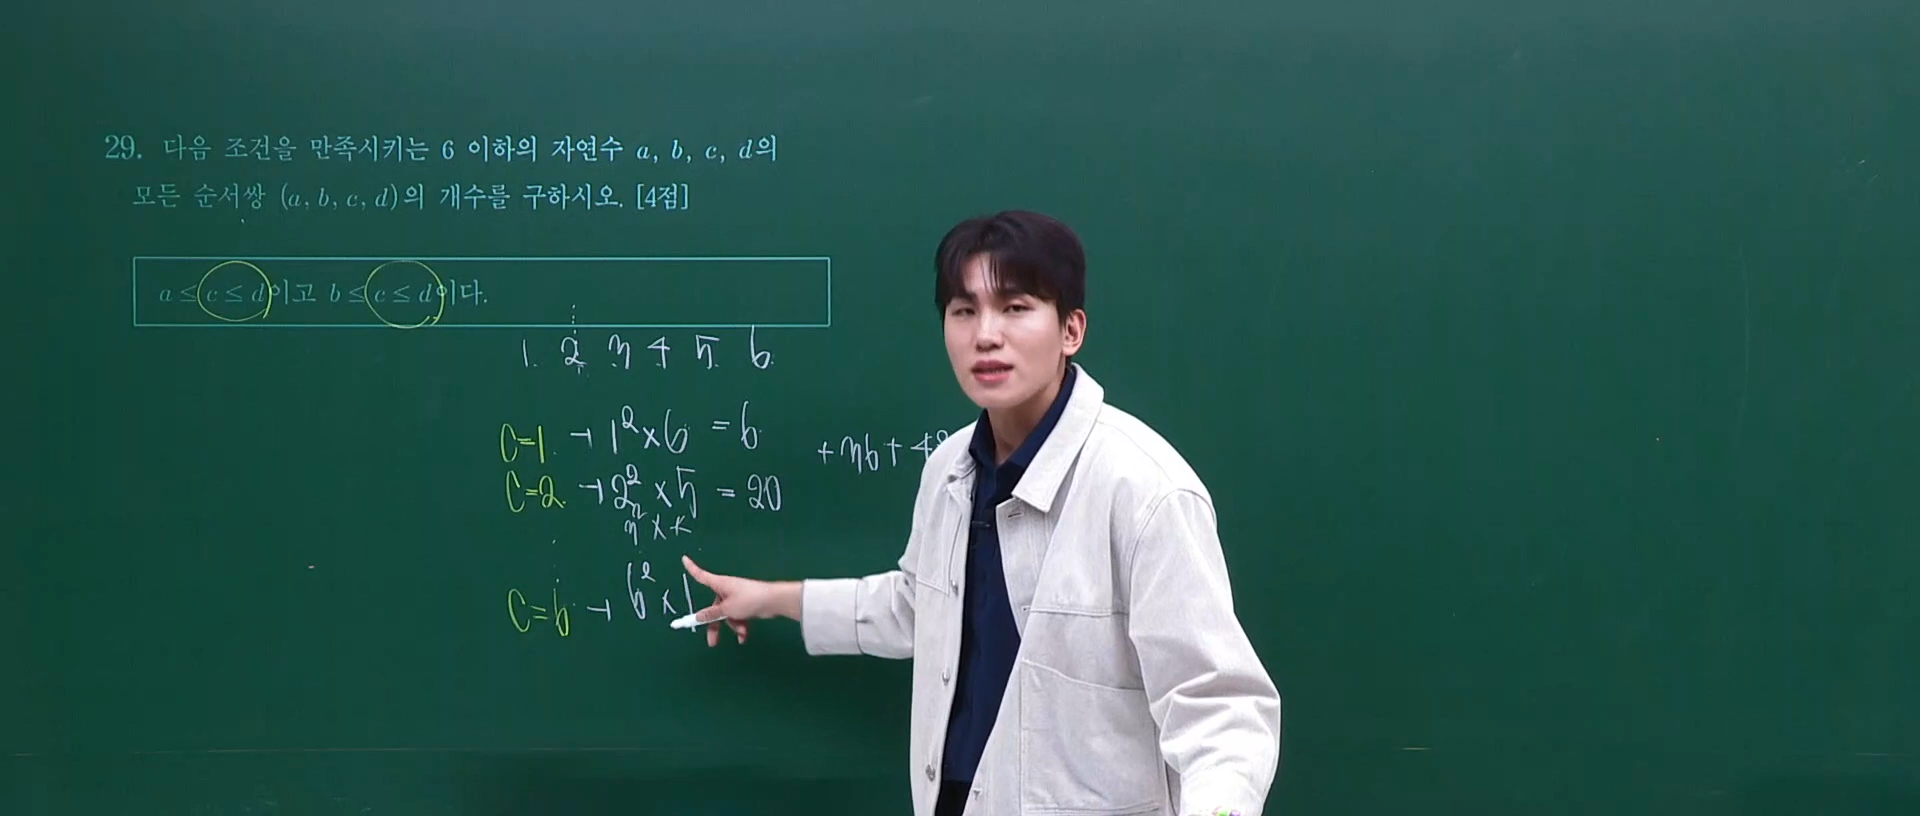 29. 다음 조건을 만족시키는 6 이하의 자연수 a, b, c, d의
모든 순서쌍 (a, b, c, d)의 개수를 구하시오. [4점]
a ≤ c ≤ d이고 b ≤ c ≤ d이다.
1. 2 3 4 5 6
C=1 → 1² × 6 = 6
+ 36 + 48
C=2 → 2² × 5 = 20
3² ×
C=6 → 6² × 1